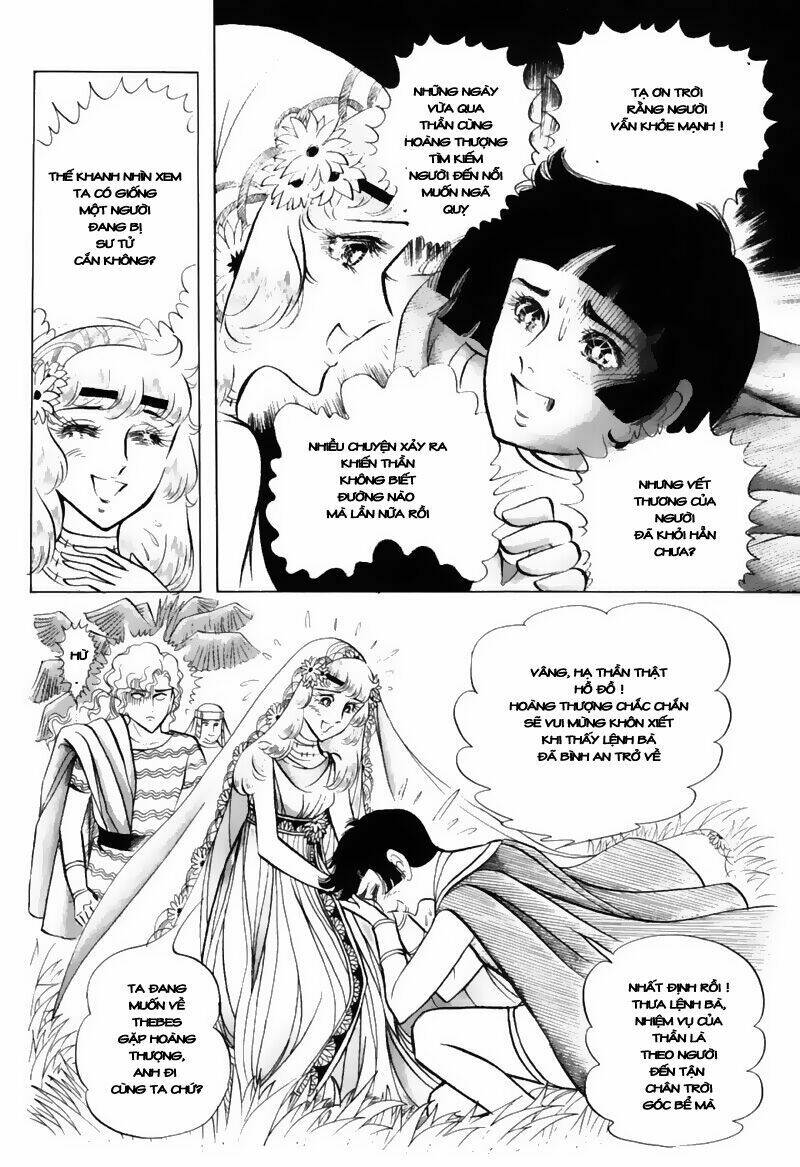 TẠ ƠN TRỜI
RẰNG NGƯỜI
VẪN KHỎE MẠNH !
NHỮNG NGÀY
VỪA QUA
THẦN CÙNG
HOÀNG THƯỢNG
TÌM KIẾM
NGƯỜI ĐẾN NỖI
MUỐN NGÃ
QUỴ
NHƯNG VẾT
THƯƠNG CỦA
NGƯỜI
ĐÃ KHỎI HẲN
CHƯA?
NHIỀU CHUYỆN XẢY RA
KHIẾN THẦN
KHÔNG BIẾT
ĐƯỜNG NÀO
MÀ LẦN NỮA RỒI
THẾ KHANH NHÌN XEM
TA CÓ GIỐNG
MỘT NGƯỜI
ĐANG BỊ
SƯ TỬ
CẮN KHÔNG?
VÂNG, HẠ THẦN THẬT
HỒ ĐỒ !
HOÀNG THƯỢNG CHẮC CHẮN
SẼ VUI MỪNG KHÔN XIẾT
KHI THẤY LỆNH BÀ
ĐÃ BÌNH AN TRỞ VỀ
HỪ
TA ĐANG
MUỐN VỀ
THEBES
GẶP HOÀNG
THƯỢNG,
ANH ĐI
CÙNG TA CHỨ?
NHẤT ĐỊNH RỒI !
THƯA LỆNH BÀ,
NHIỆM VỤ CỦA
THẦN LÀ
THEO NGƯỜI
ĐẾN TẬN
CHÂN TRỜI
GÓC BỂ MÀ